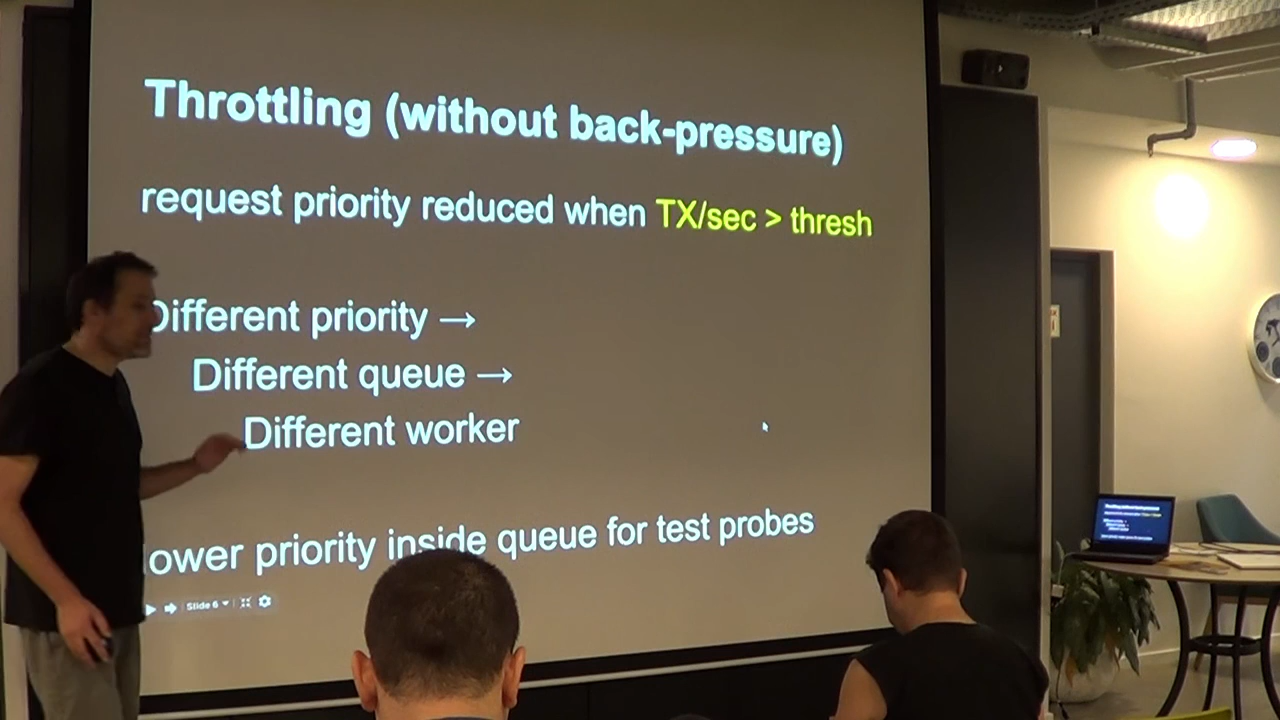 Throttling (without back-pressure)
request priority reduced when TX/sec > thresh
Different priority →
Different queue →
Different worker
lower priority inside queue for test probes
Slide 6